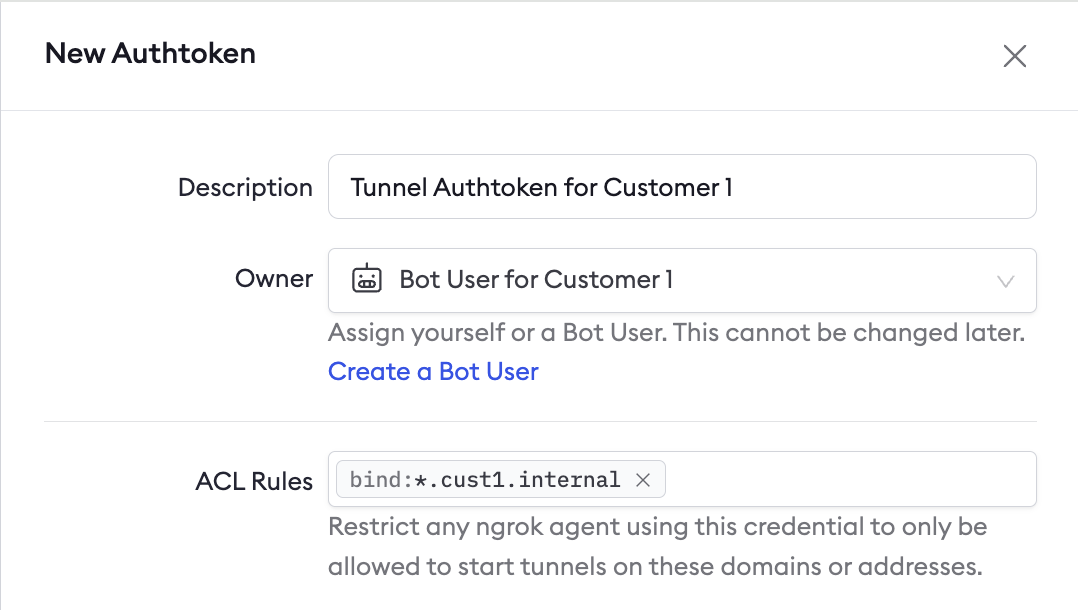 New Authtoken
Description
Tunnel Authtoken for Customer 1
Owner
Bot User for Customer 1
Assign yourself or a Bot User. This cannot be changed later.
Create a Bot User
ACL Rules
bind:*.cust1.internal
Restrict any ngrok agent using this credential to only be
allowed to start tunnels on these domains or addresses.